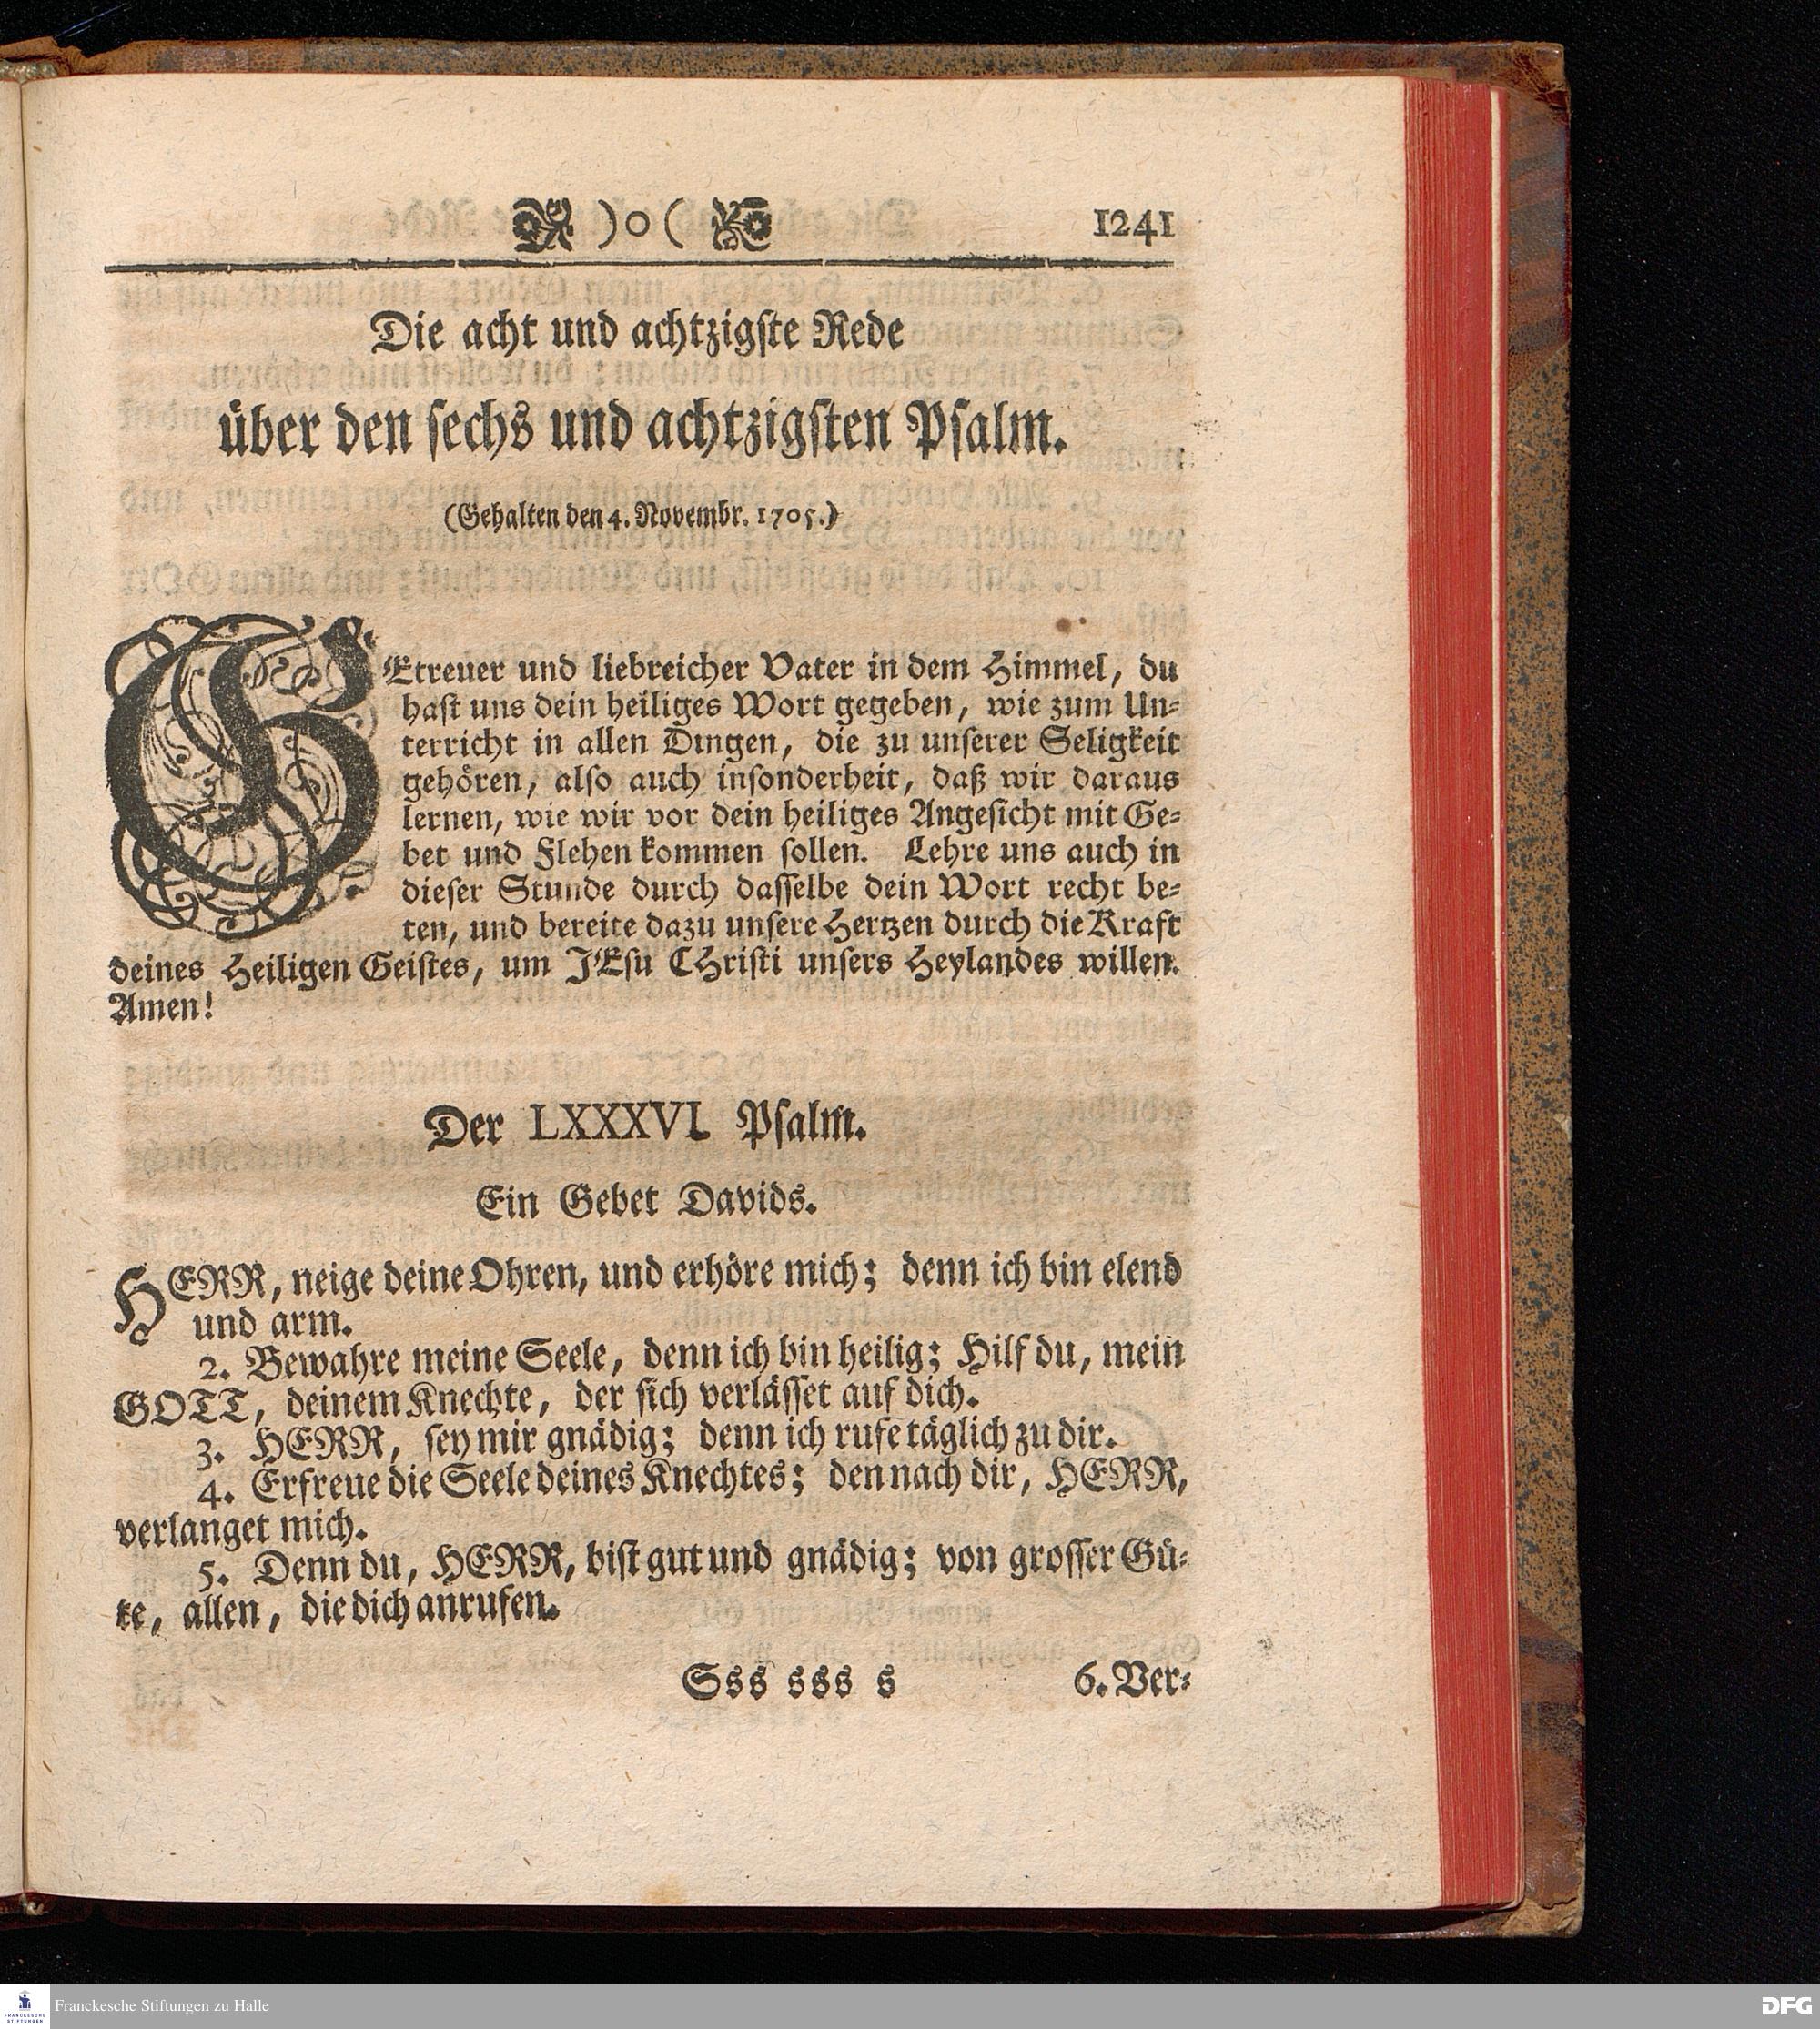 )o( 1241
Die acht und achtzigste Rede
über den sechs und achtzigsten Psalm.
(Gehalten den 4. Novembr. 1705.)
GEtreuer und liebreicher Vater in dem Himmel, du
hast uns dein heiliges Wort gegeben, wie zum Un-
terricht in allen Dingen, die zu unserer Seligkeit
gehören, also auch insonderheit, daß wir daraus
lernen, wie wir vor dein heiliges Angesicht mit Ge-
bet und Flehen kommen sollen. Lehre uns auch in
dieser Stunde durch dasselbe dein Wort recht be-
ten, und bereite dazu unsere Hertzen durch die Kraft
deines Heiligen Geistes, um JEsu CHristi unsers Heylandes willen.
Amen!
Der LXXXVI. Psalm.
Ein Gebet Davids.
HERR, neige deine Ohren, und erhöre mich; denn ich bin elend
und arm.
2. Bewahre meine Seele, denn ich bin heilig; Hilf du, mein
GOTT, deinem Knechte, der sich verlässet auf dich.
3. HERR, sey mir gnädig; denn ich rufe täglich zu dir.
4. Erfreue die Seele deines Knechtes; den nach dir, HERR,
verlanget mich.
5. Denn du, HERR, bist gut und gnädig; von grosser Gü-
te, allen, die dich anrufen.
Sss sss s 6. Ver-
FRANCKESCHE
STIFTUNGEN
Franckesche Stiftungen zu Halle
DFG